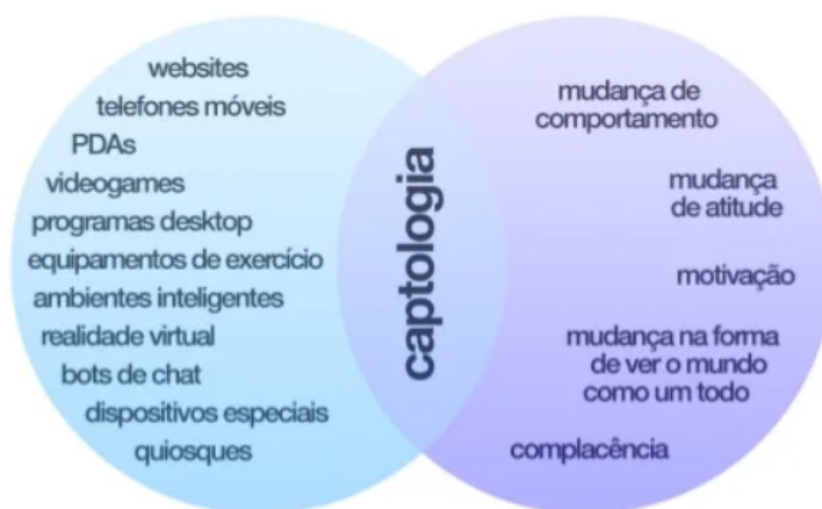 websites
telefones móveis
PDAs
videogames
programas desktop
equipamentos de exercício
ambientes inteligentes
realidade virtual
bots de chat
dispositivos especiais
quiosques
captologia
mudança de
comportamento
mudança
de atitude
motivação
mudança na forma
de ver o mundo
como um todo
complacência